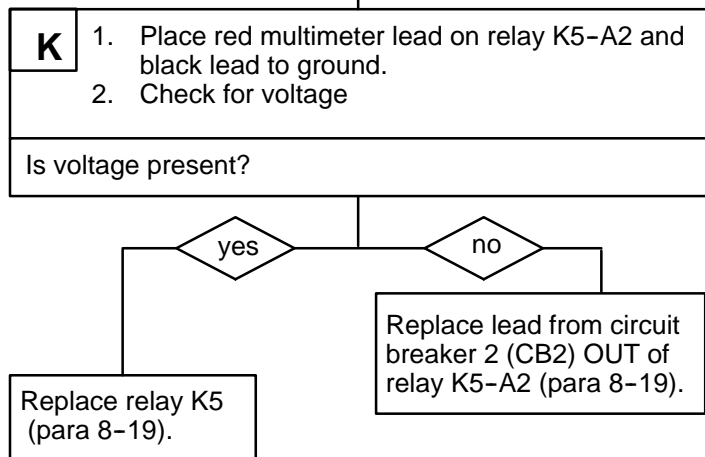 K
1. Place red multimeter lead on relay K5-A2 and
black lead to ground.
2. Check for voltage
Is voltage present?
yes
no
Replace lead from circuit
breaker 2 (CB2) OUT of
relay K5-A2 (para 8-19).
Replace relay K5
(para 8-19).